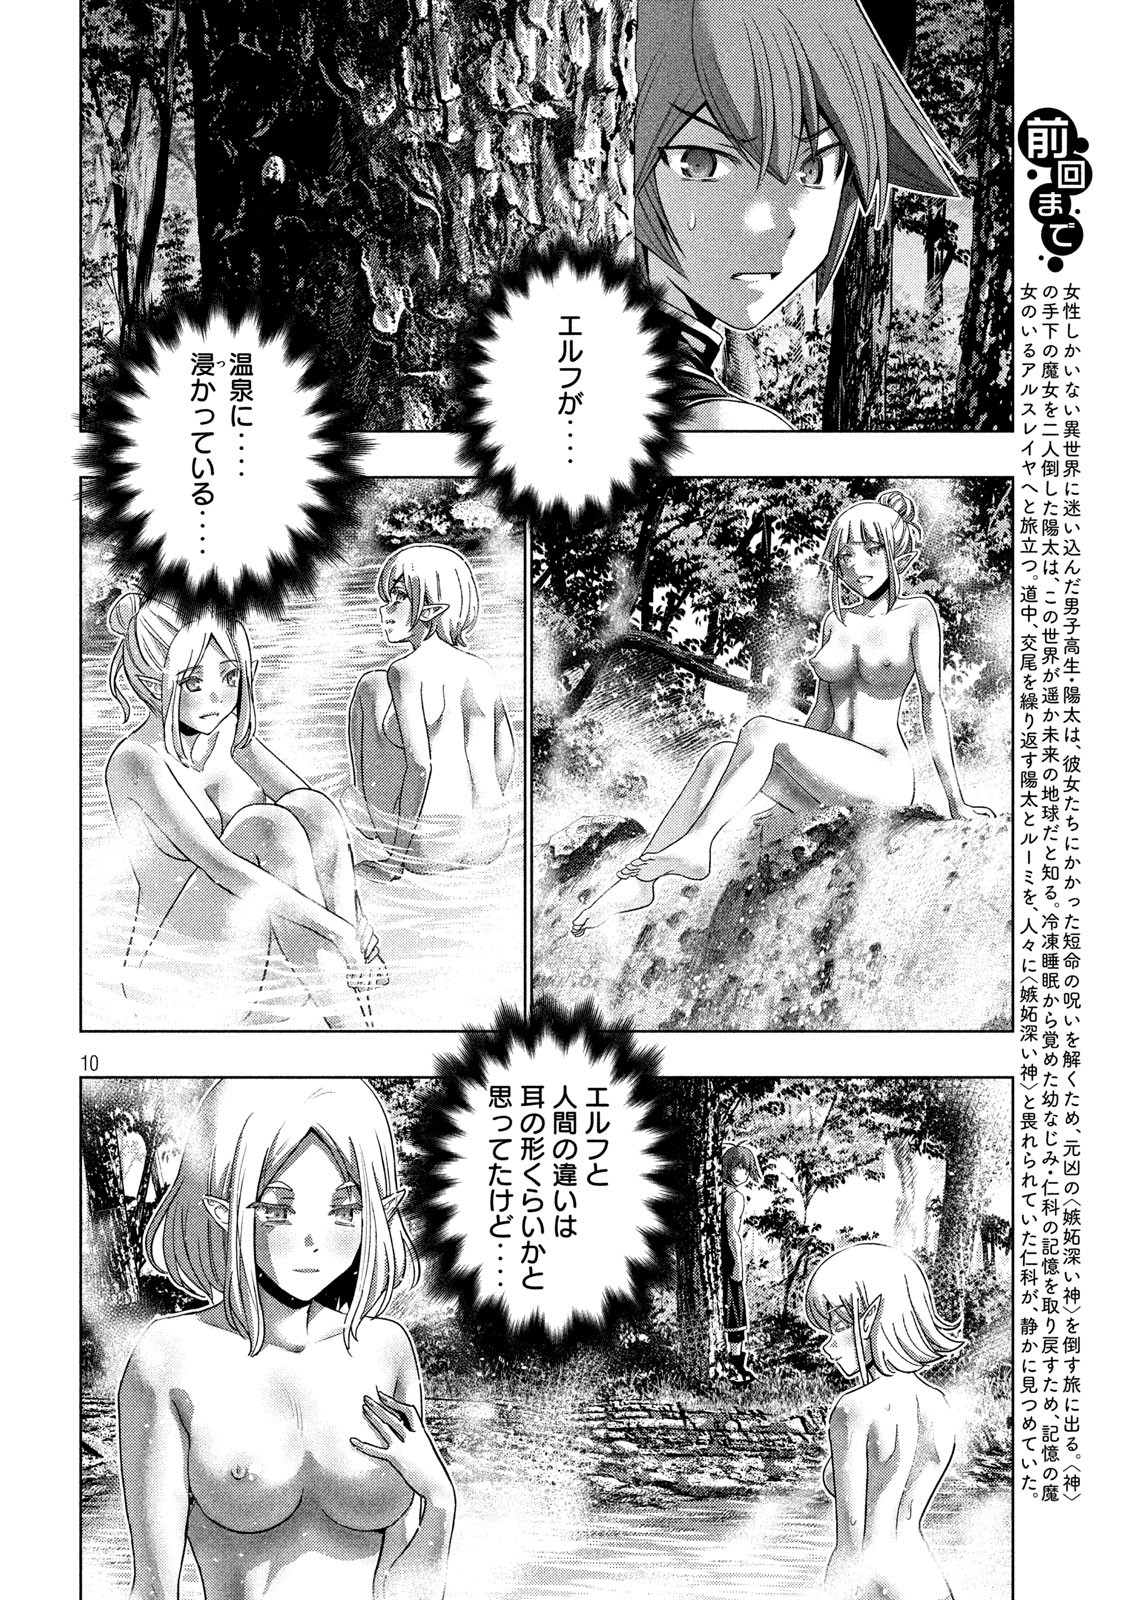 前回まで
女性しかいない異世界に迷い込んだ男子高生・陽太は、彼女たちにかかった短命の呪いを解くため、元凶の〈嫉妬深い神〉を倒す旅に出る。〈神〉
の手下の魔女を二人倒した陽太は、この世界が遥か未来の地球だと知る。冷凍睡眠から覚めた幼なじみ・仁科の記憶を取り戻すため、記憶の魔
女のいるアルスレイヤへと旅立つ。道中、交尾を繰り返す陽太とルーミを、人々に〈嫉妬深い神〉と畏れられていた仁科が、静かに見つめていた。
エルフが‥‥
温泉に‥‥
浸かっている‥‥
つ
エルフと
人間の違いは
耳の形くらいかと
思ってたけど‥‥
10